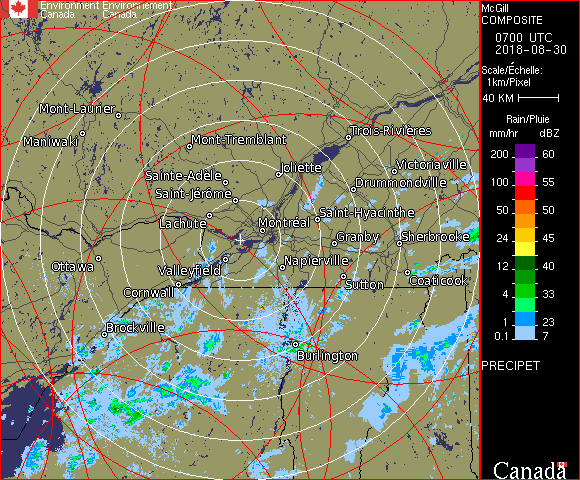 Environment Environnement
Canada Canada
McGill
COMPOSITE
0700 UTC
2018-08-30
Scale/Échelle:
1km/Pixel
40 KM
Rain/Pluie
mm/hr dBZ
200 60
100 55
50 50
24 45
12 40
4 33
1 23
0.1 7
PRECIPET
Canada
Mont-Laurier
Trois-Rivières
Maniwaki
Mont-Tremblant
Joliette
Victoriaville
Sainte-Adèle
Drummondville
Saint-Jérôme
Saint-Hyacinthe
Lachute
Montréal
Granby
Sherbrooke
Ottawa
Valleyfield
Napierville
Cornwall
Sutton
Coaticook
Brockville
Burlington